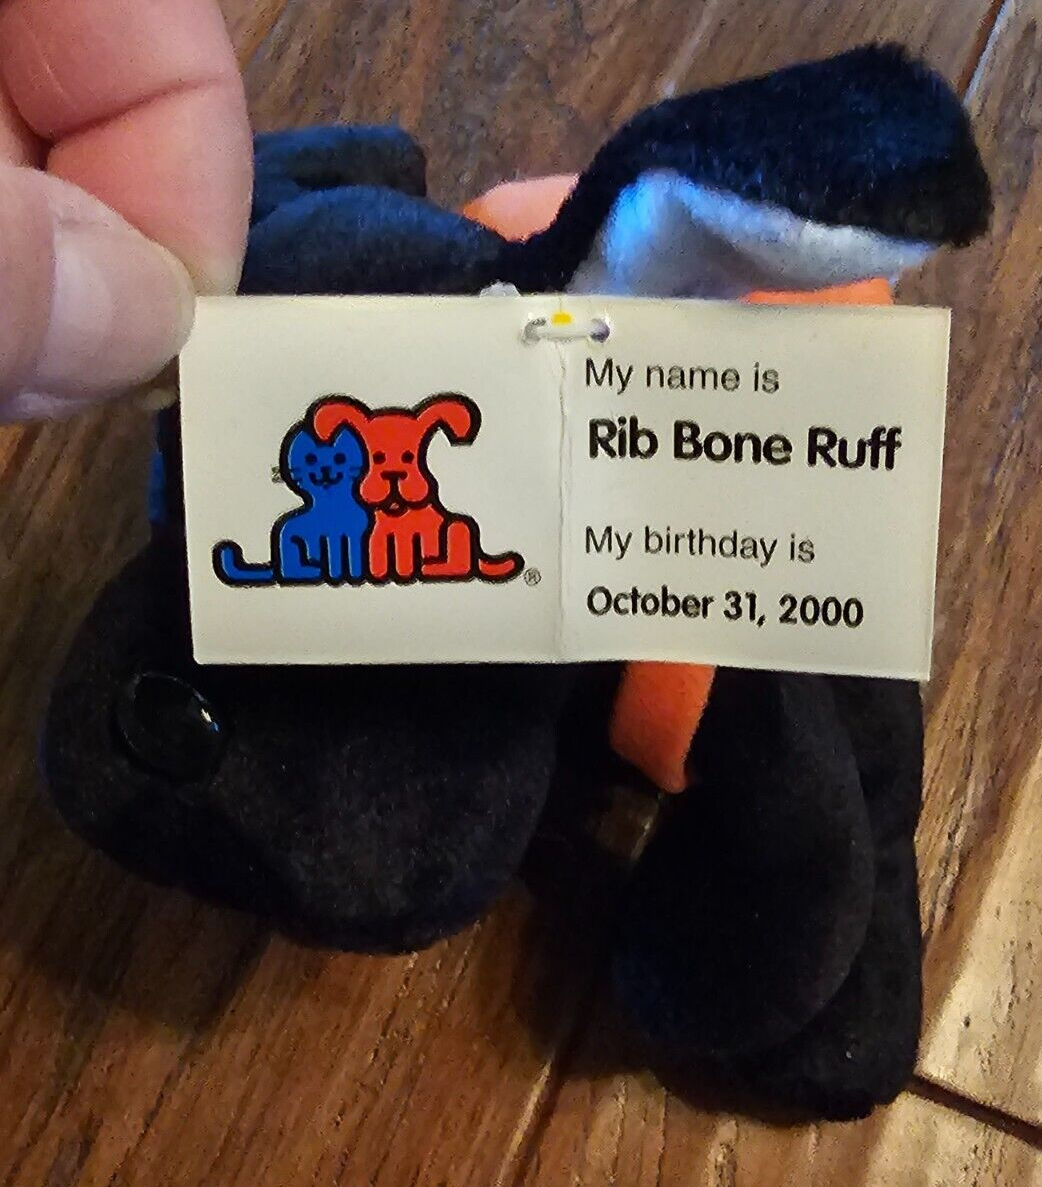 My name is
Rib Bone Ruff
My birthday is
October 31, 2000
®